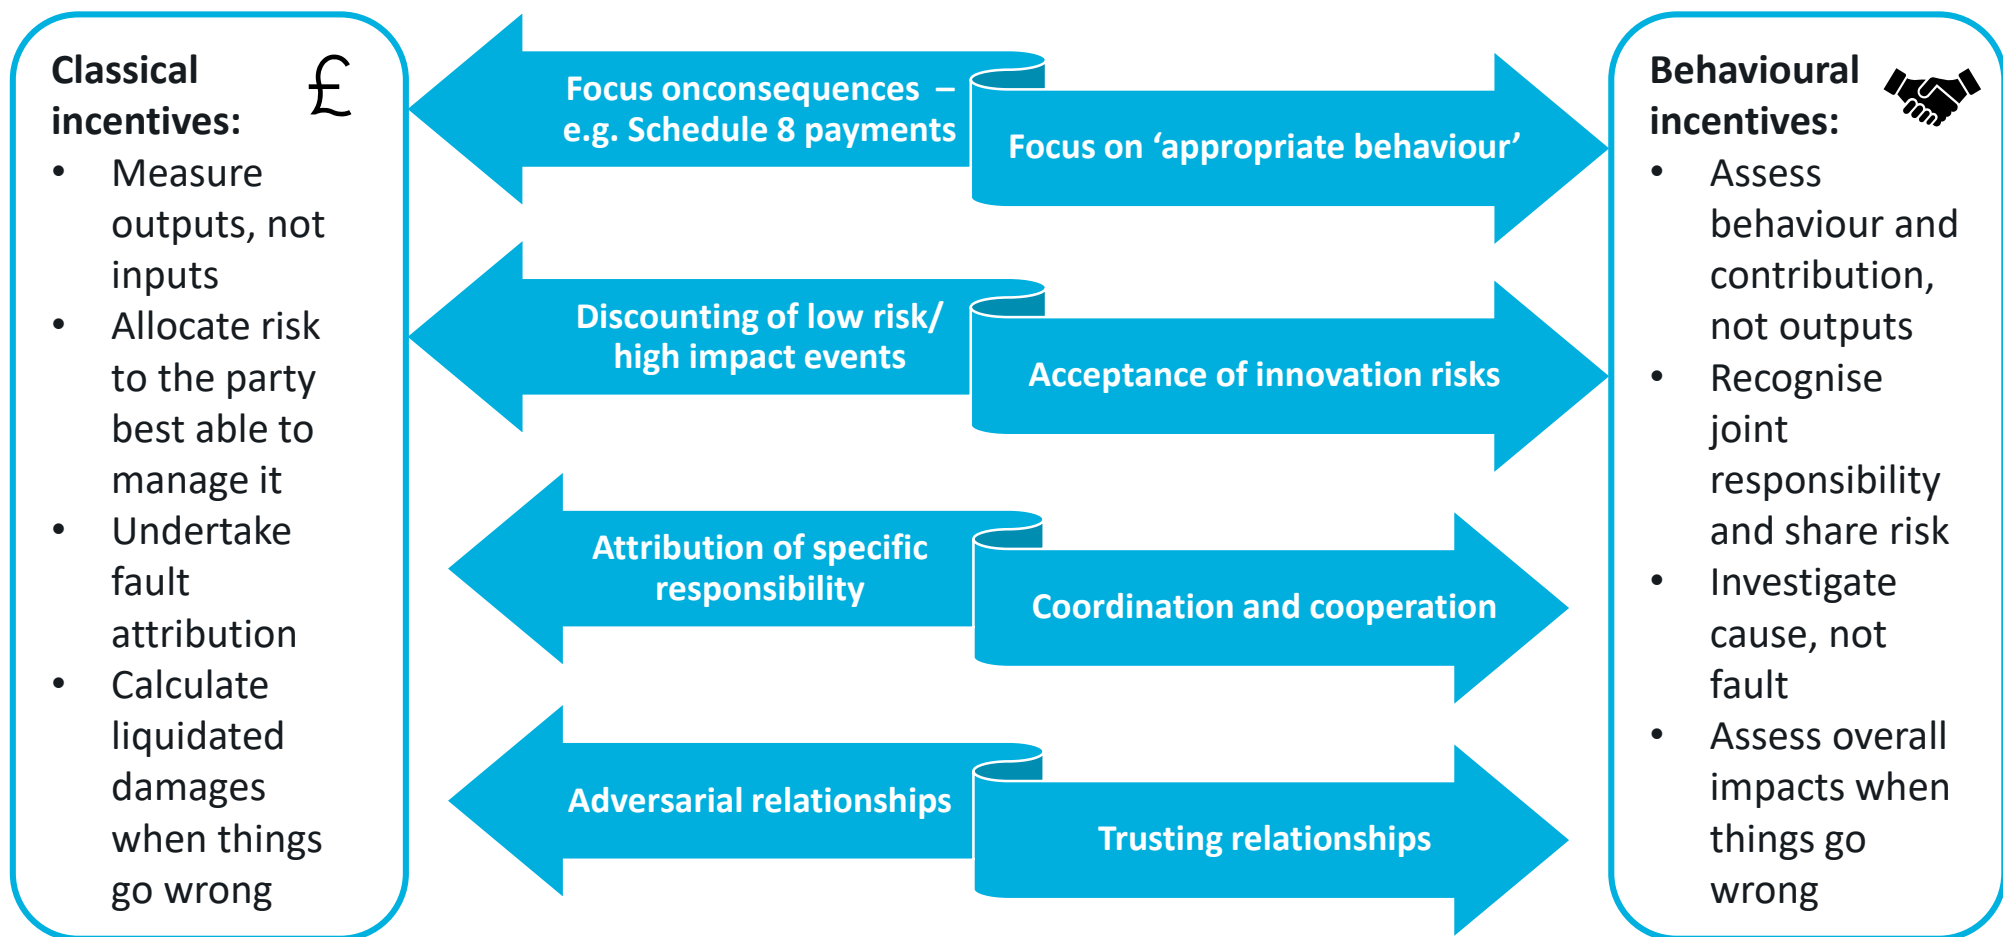 Classical
incentives:
£
• Measure
outputs, not
inputs
• Allocate risk
to the party
best able to
manage it
• Undertake
fault
attribution
• Calculate
liquidated
damages
when things
go wrong
Focus onconsequences –
e.g. Schedule 8 payments
Focus on ‘appropriate behaviour’
Discounting of low risk/
high impact events
Acceptance of innovation risks
Attribution of specific
responsibility
Coordination and cooperation
Adversarial relationships
Trusting relationships
Behavioural
incentives:
• Assess
behaviour and
contribution,
not outputs
• Recognise
joint
responsibility
and share risk
• Investigate
cause, not
fault
• Assess overall
impacts when
things go
wrong